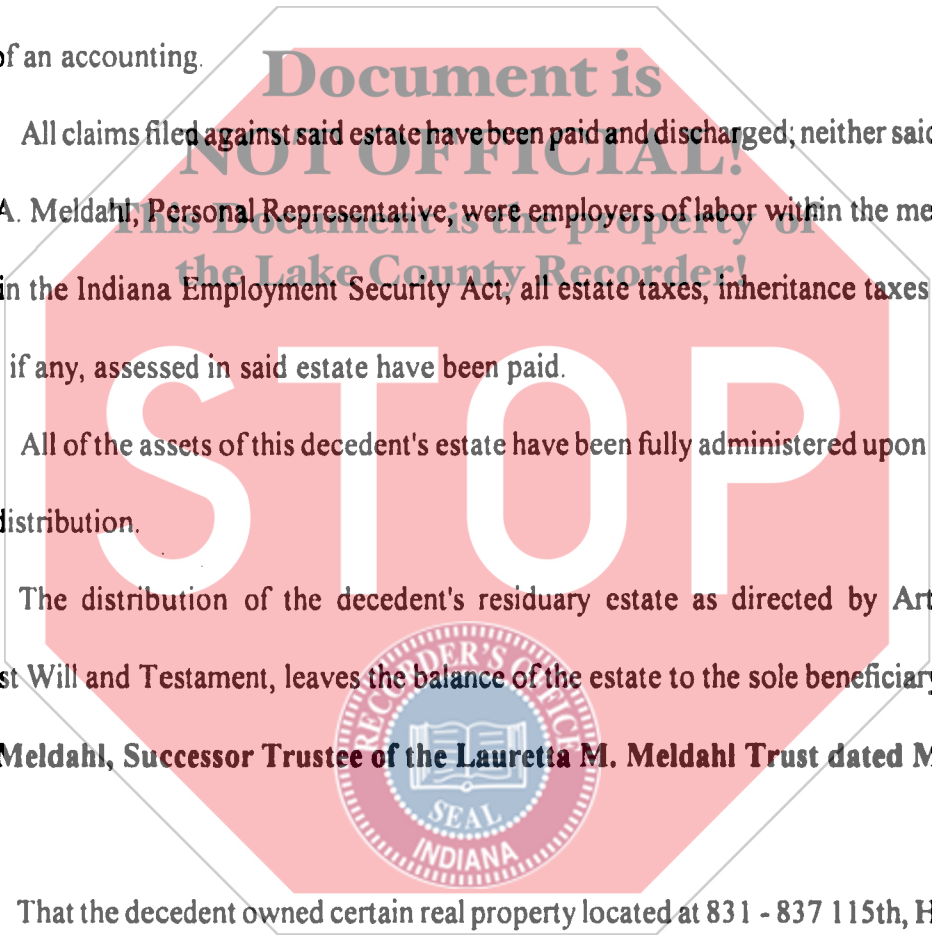 of an accounting.
Document is
All claims filed against said estate have been paid and discharged; neither said
NOT OFFICIAL!
A. Meldahl, Personal Representative, were employers of labor within the me
This Document is the property of
in the Indiana Employment Security Act; all estate taxes, inheritance taxes
the Lake County Recorder!
if any, assessed in said estate have been paid.
STOP
All of the assets of this decedent's estate have been fully administered upon
distribution.
The distribution of the decedent's residuary estate as directed by Art
st Will and Testament, leaves the balance of the estate to the sole beneficiary
RECORDER'S OFFICE
Meldahl, Successor Trustee of the Lauretta M. Meldahl Trust dated M
SEAL
INDIANA
That the decedent owned certain real property located at 831 - 837 115th, H